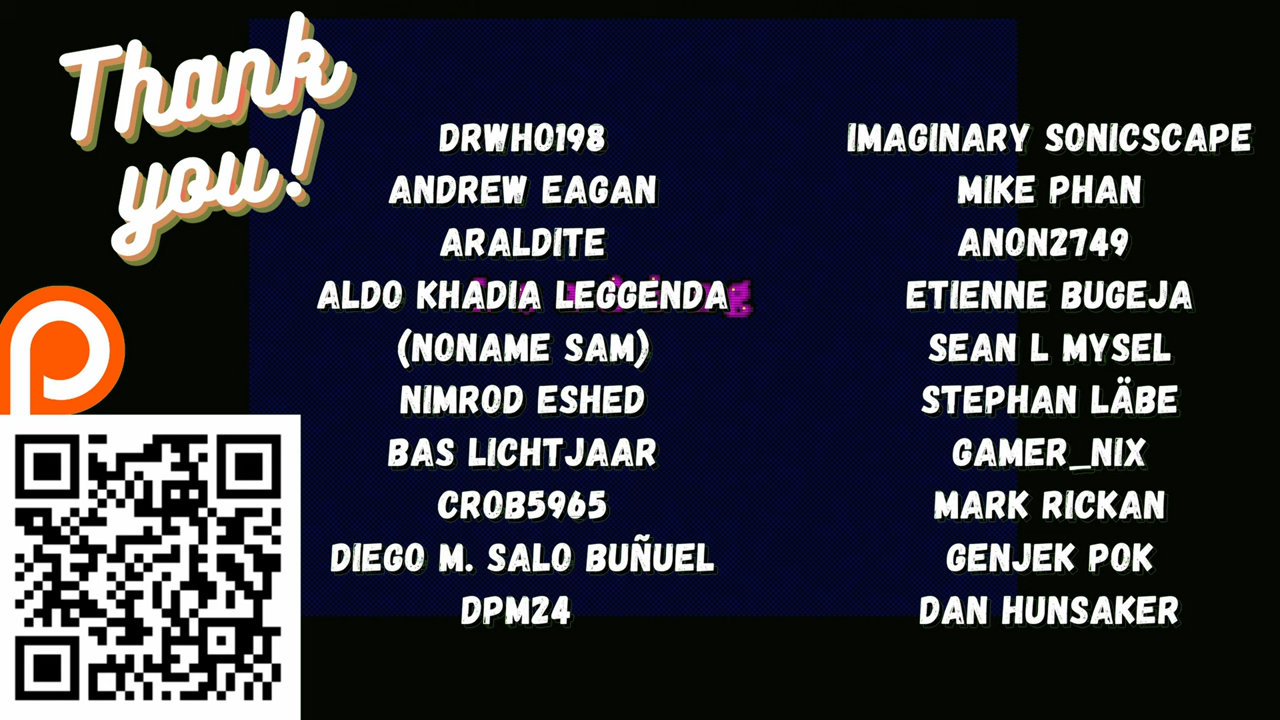 Thank
you!
DRWHO198
ANDREW EAGAN
ARALDITE
ALDO KHADIA LEGGENDA
(NONAME SAM)
NIMROD ESHED
BAS LICHTJAAR
CROB5965
DIEGO M. SALO BUÑUEL
DPM24
IMAGINARY SONICSCAPE
MIKE PHAN
ANON2749
ETIENNE BUGEJA
SEAN L MYSEL
STEPHAN LÄBE
GAMER_NIX
MARK RICKAN
GENJEK POK
DAN HUNSAKER